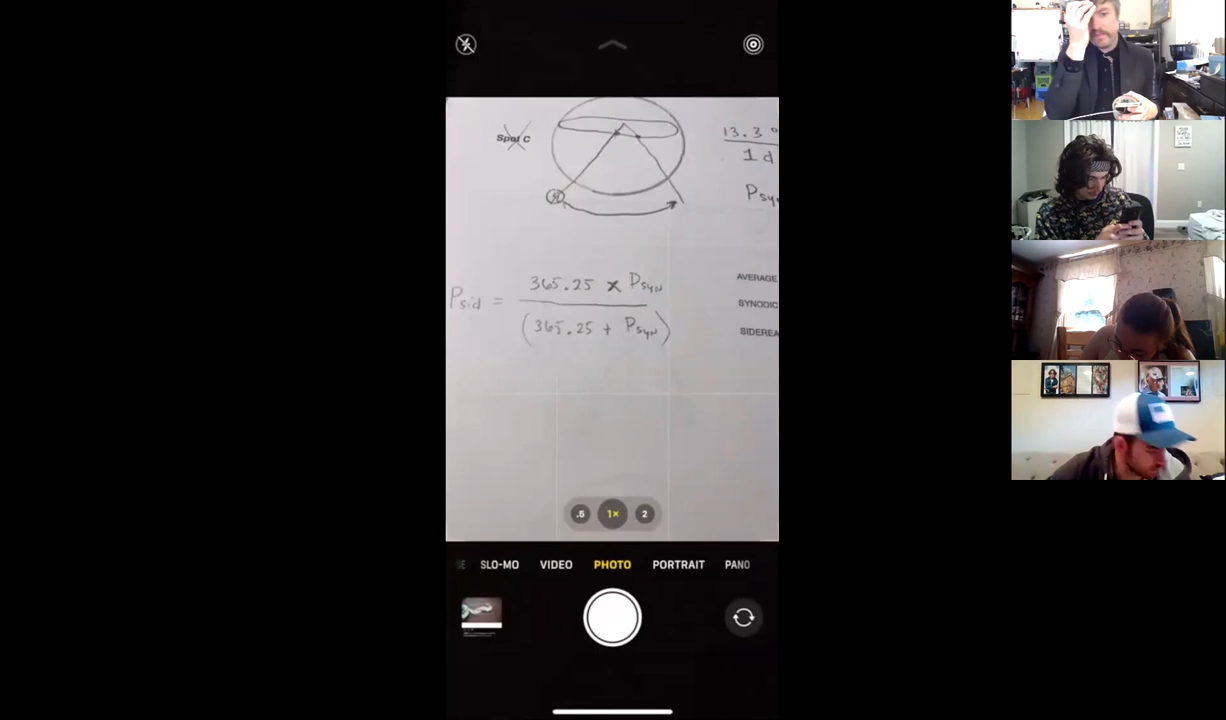 Spot C
13.3°
1d
Psyn
365.25 x Psyn
Psid =
(365.25 + Psyn)
AVERAGE
SYNODIC
SIDEREA
.5 1× 2
SLO-MO VIDEO PHOTO PORTRAIT PANO